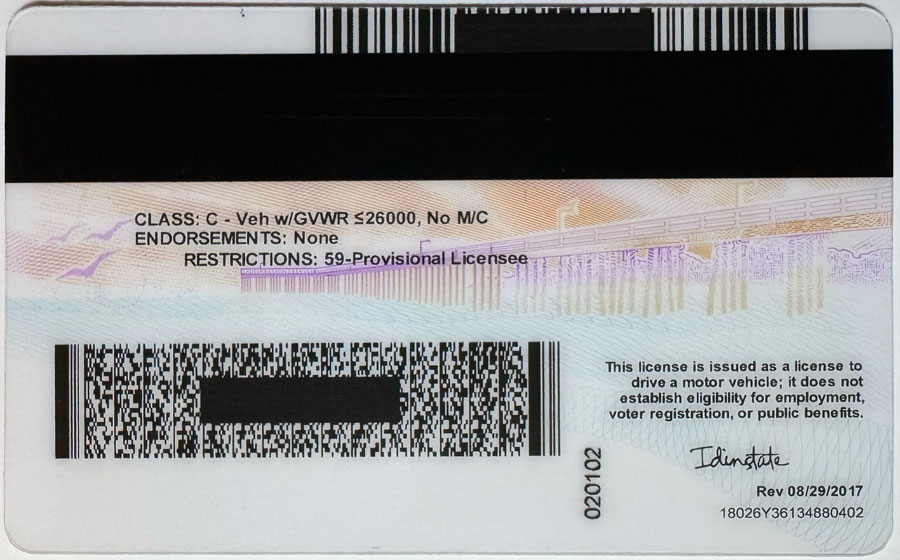 CLASS: C - Veh w/GVWR ≤26000, No M/C
ENDORSEMENTS: None
RESTRICTIONS: 59-Provisional Licensee
This license is issued as a license to
drive a motor vehicle; it does not
establish eligibility for employment,
voter registration, or public benefits.
020102
Idinstate
Rev 08/29/2017
18026Y36134880402